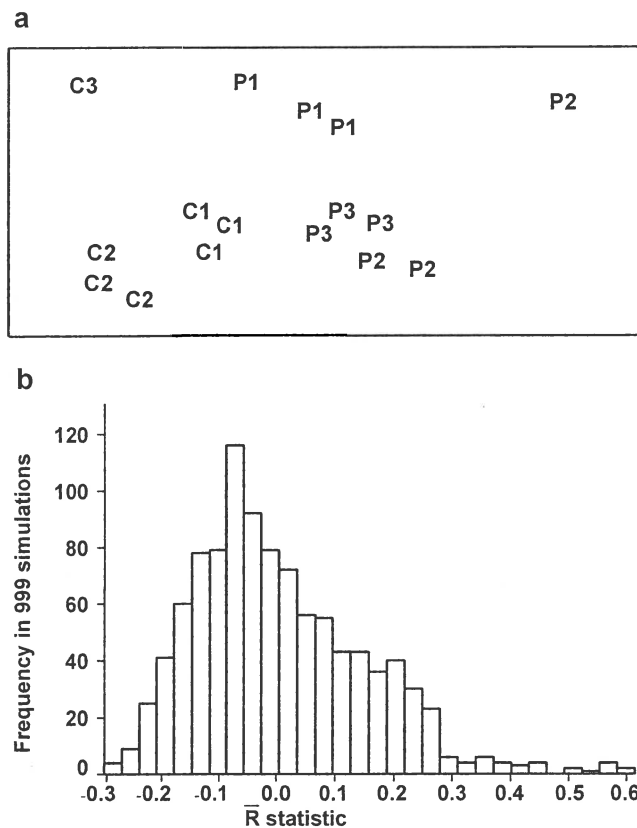 a
C3 P1 P2
P1
P1
C1 P3
C1 P3
P3
C2 C1 P2
P2
C2
C2
b
Frequency in 999 simulations
120
100
80
60
40
20
0
-0.3 -0.2 -0.1 0.0 0.1 0.2 0.3 0.4 0.5 0.6
R̅ statistic